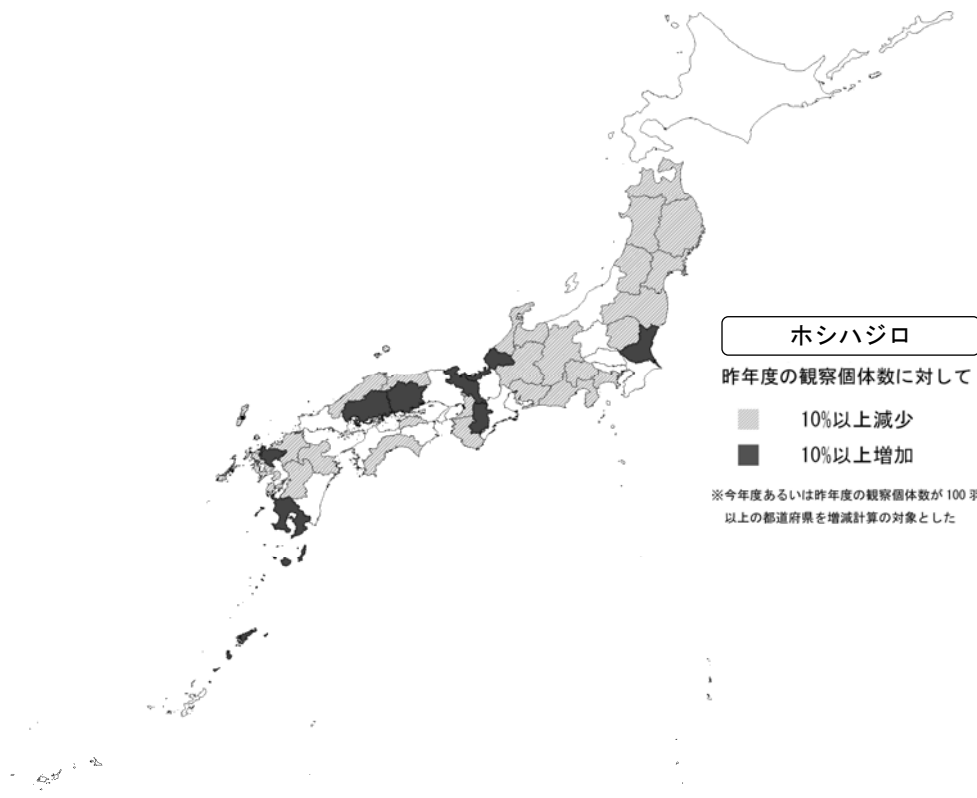 ホシハジロ
昨年度の観察個体数に対して
10%以上減少
10%以上増加
※今年度あるいは昨年度の観察個体数が100羽
以上の都道府県を増減計算の対象とした